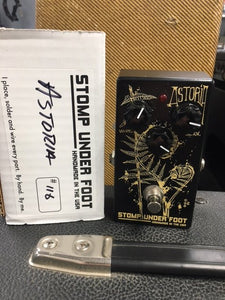 STOMP UNDER FOOT
HANDMADE IN THE USA
ASTORIA
# 116
I place, solder and wire every part. by hand. By me.
ASTORIA
STOMP UNDER FOOT
HANDMADE IN THE USA